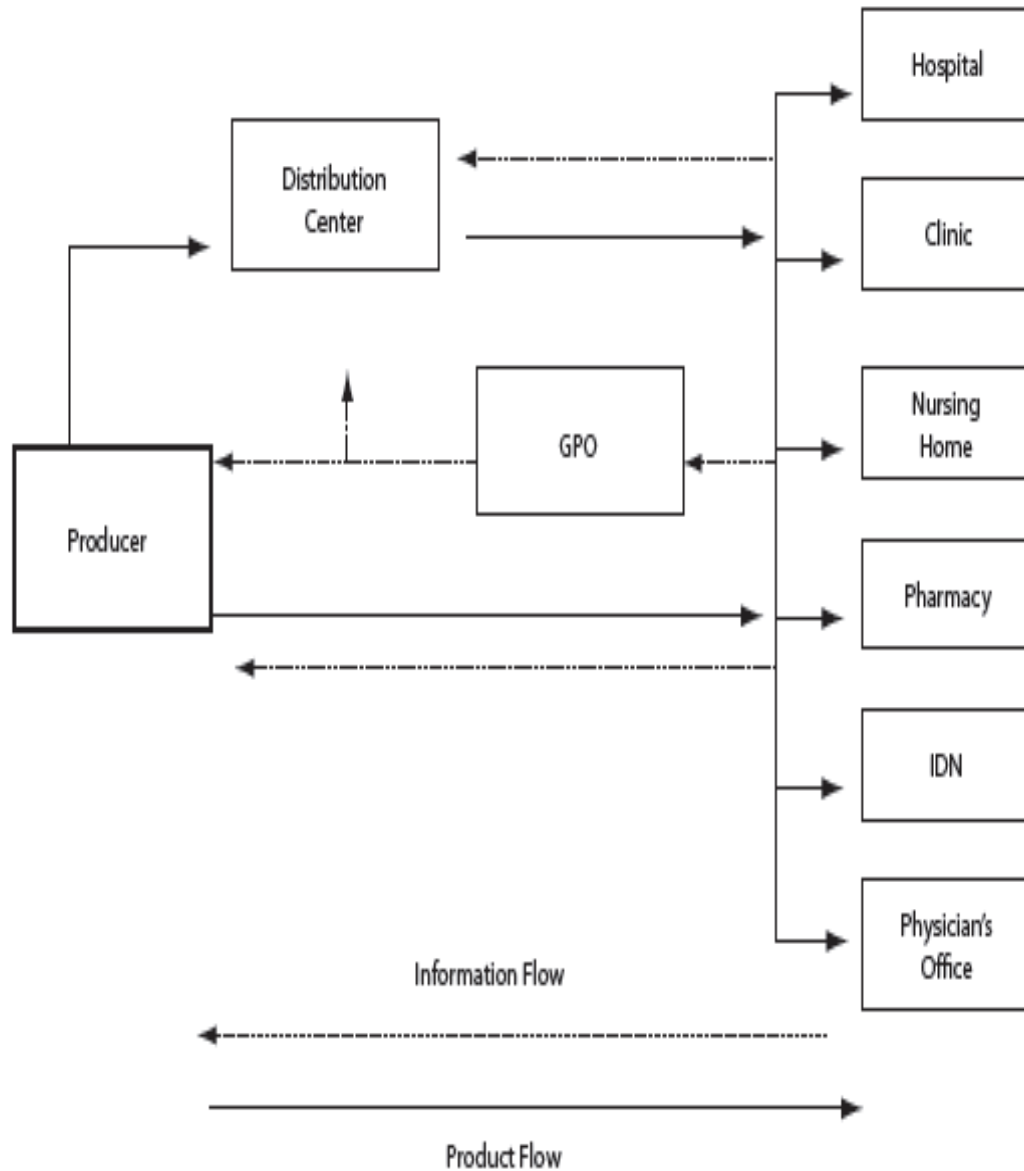 Hospital
Distribution
Center
Clinic
Nursing
Home
GPO
Producer
Pharmacy
IDN
Physician's
Office
Information Flow
Product Flow